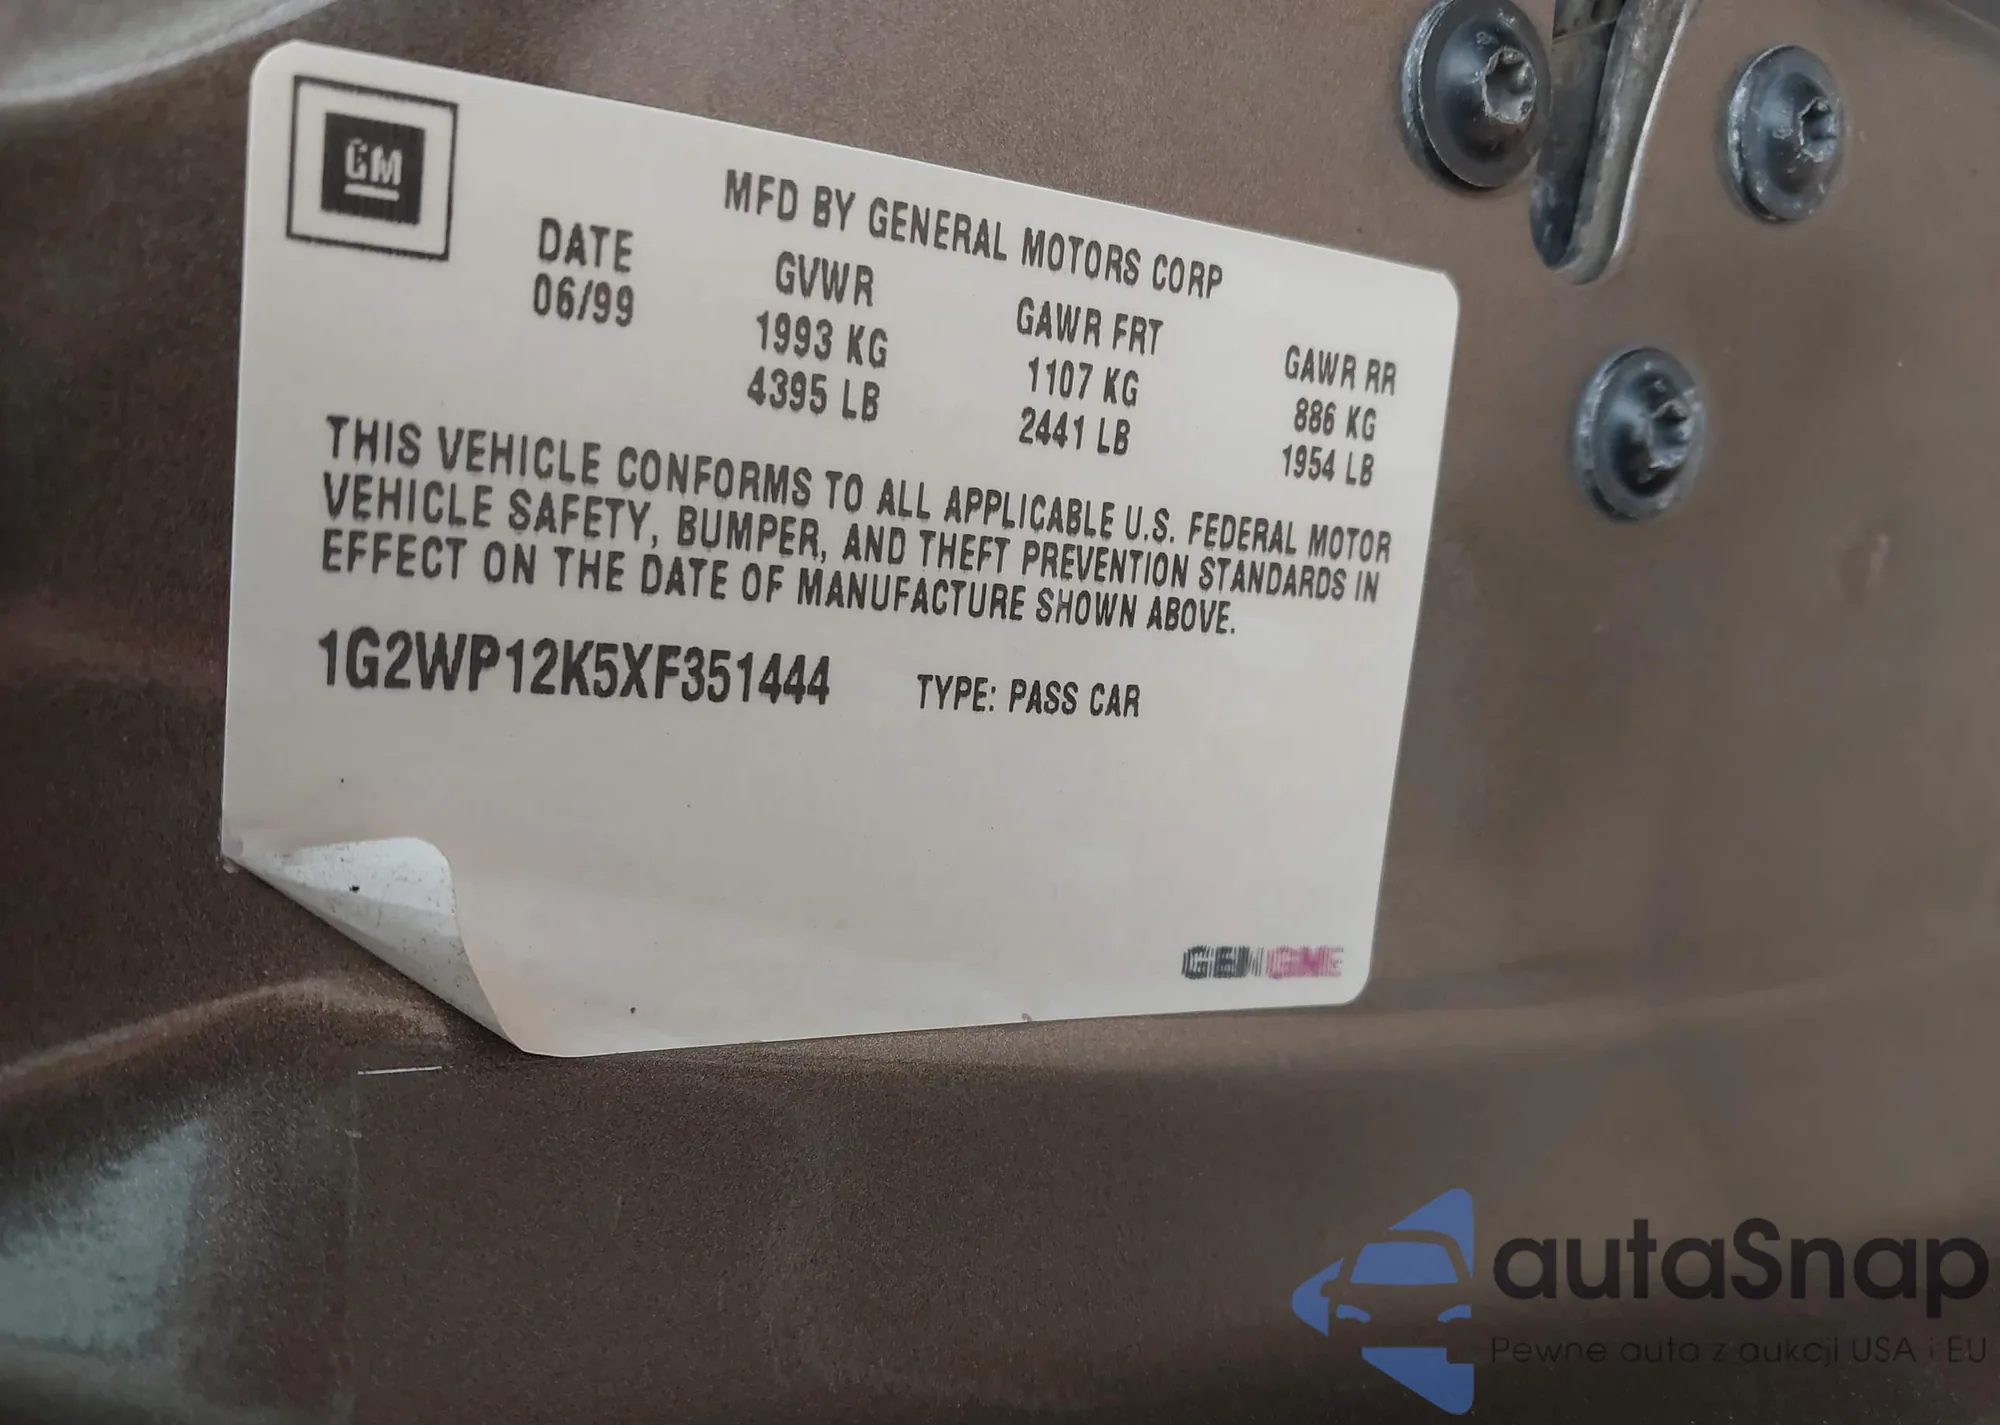 GM
MFD BY GENERAL MOTORS CORP
DATE GVWR GAWR FRT GAWR RR
06/99 1993 KG 1107 KG 886 KG
4395 LB 2441 LB 1954 LB
THIS VEHICLE CONFORMS TO ALL APPLICABLE U.S. FEDERAL MOTOR
VEHICLE SAFETY, BUMPER, AND THEFT PREVENTION STANDARDS IN
EFFECT ON THE DATE OF MANUFACTURE SHOWN ABOVE.
1G2WP12K5XF351444 TYPE: PASS CAR
autaSnap
Pewne auta z aukcji USA i EU